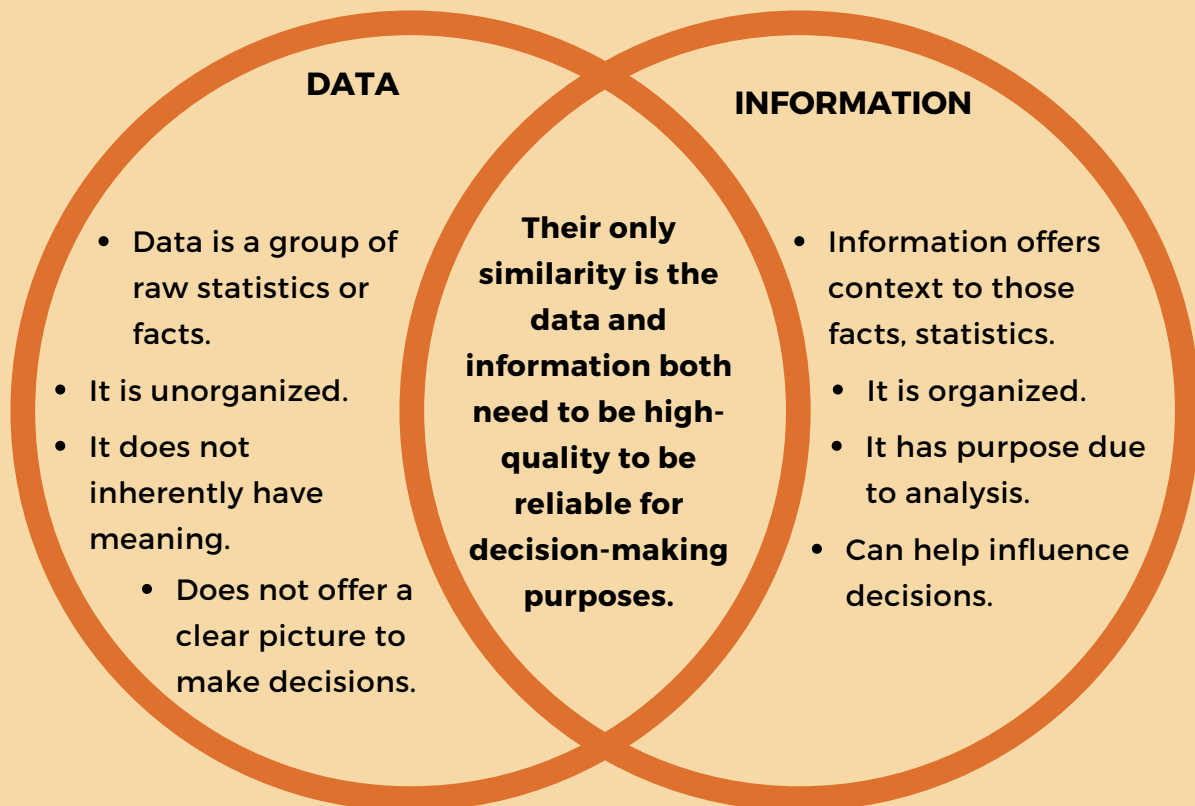 DATA
• Data is a group of
raw statistics or
facts.
• It is unorganized.
• It does not
inherently have
meaning.
• Does not offer a
clear picture to
make decisions.
Their only
similarity is the
data and
information both
need to be high-
quality to be
reliable for
decision-making
purposes.
INFORMATION
• Information offers
context to those
facts, statistics.
• It is organized.
• It has purpose due
to analysis.
• Can help influence
decisions.